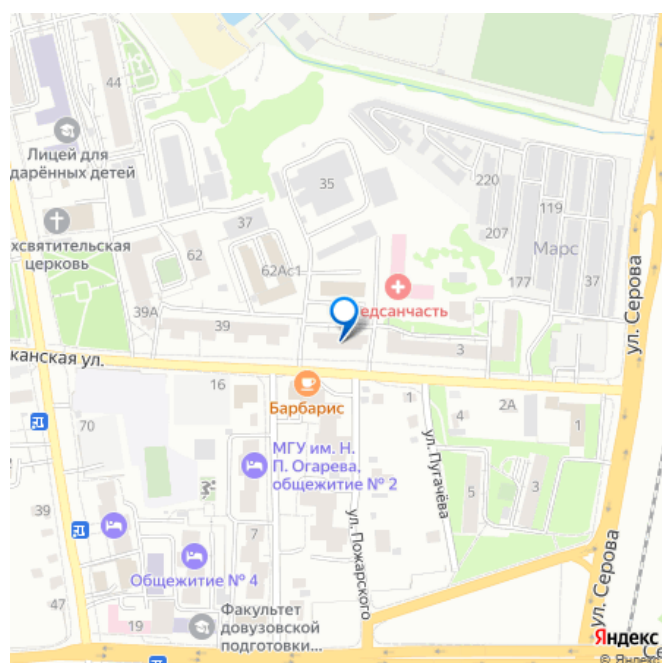 44
Лицей для
дарённых детей
35
220
119
207
Марс
37
хсвятительская
церковь
62
62Ас1
177
37
39А
39
едсанчасть
3
ул. Серова
канская ул.
16
Барбарис
1
4
2А
1
70
МГУ им. Н.
П. Огарева,
общежитие № 2
ул. Пугачёва
5
3
39
7
ул. Пожарского
Общежитие № 4
47
19
Факультет
довузовской
подготовки...
ул. Серова
Яндекс